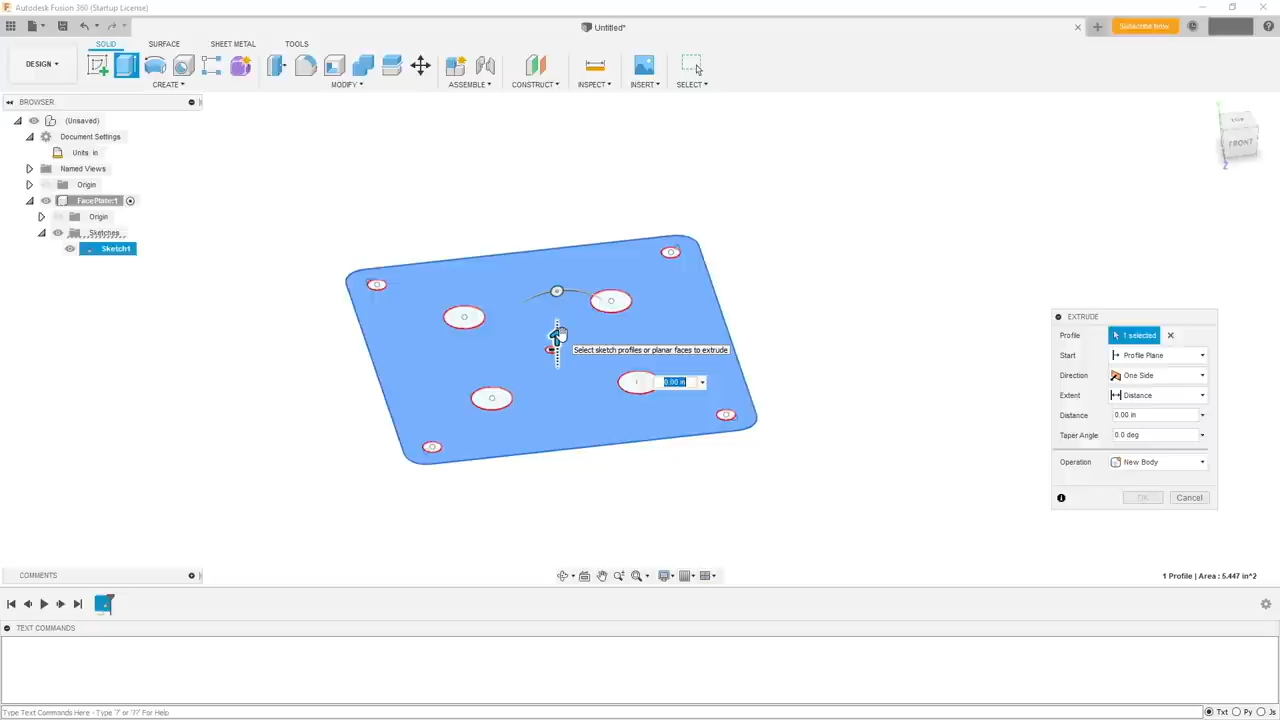 Autodesk Fusion 360 (Startup License)
Untitled*
Subscribe now
SOLID SURFACE SHEET METAL TOOLS
DESIGN
CREATE MODIFY ASSEMBLE CONSTRUCT INSPECT INSERT SELECT
BROWSER
(Unsaved)
Document Settings
Units in
Named Views
Origin
FacePlate:1
Origin
Sketches
Sketch1
TOP
FRONT
Z
Select sketch profiles or planar faces to extrude
0.00 in
EXTRUDE
Profile 1 selected
Start Profile Plane
Direction One Side
Extent Distance
Distance 0.00 in
Taper Angle 0.0 deg
Operation New Body
OK Cancel
COMMENTS
1 Profile | Area : 5.447 in^2
TEXT COMMANDS
Type Text Commands Here - Type '?' or '??' For Help
Txt Py Js